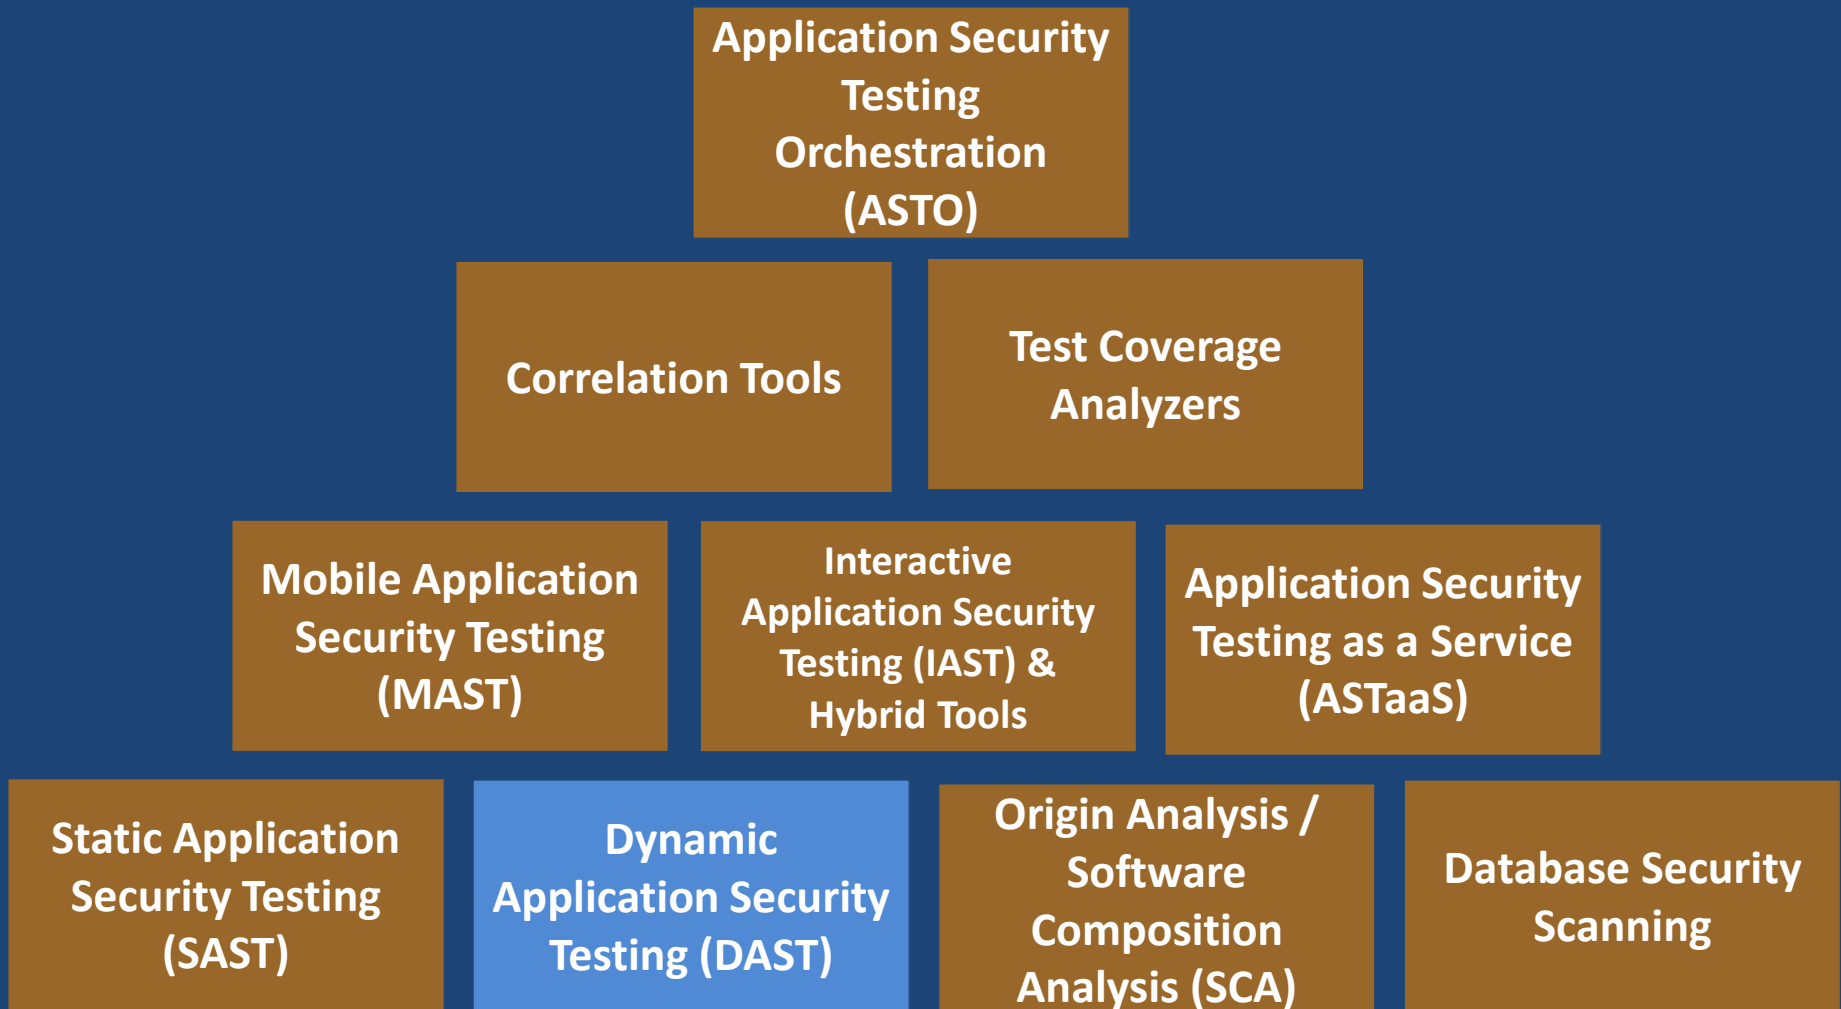 Application Security
Testing
Orchestration
(ASTO)
Correlation Tools
Test Coverage
Analyzers
Mobile Application
Security Testing
(MAST)
Interactive
Application Security
Testing (IAST) &
Hybrid Tools
Application Security
Testing as a Service
(ASTaaS)
Static Application
Security Testing
(SAST)
Dynamic
Application Security
Testing (DAST)
Origin Analysis /
Software
Composition
Analysis (SCA)
Database Security
Scanning